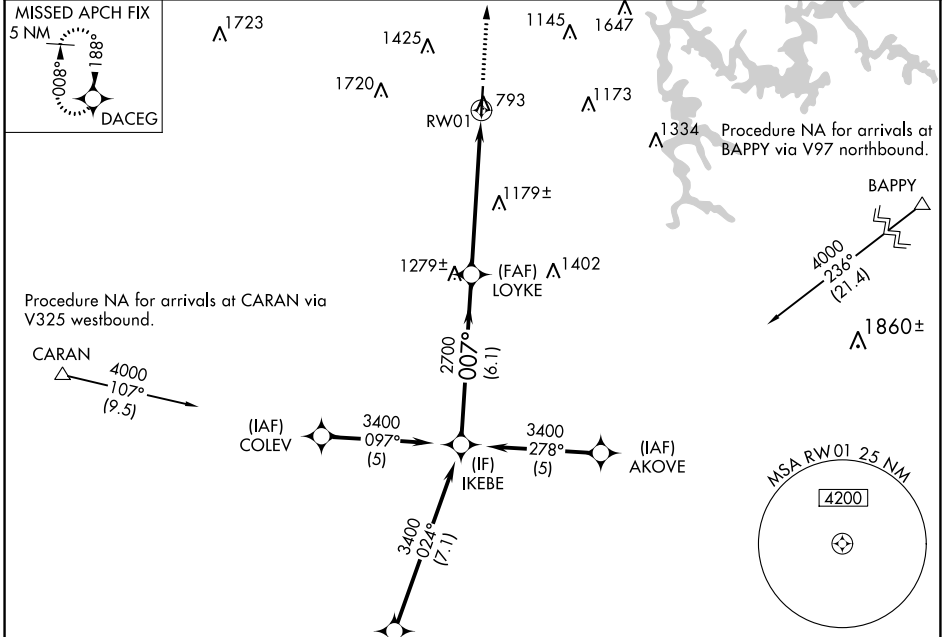 MISSED APCH FIX
5 NM
188°
008°
DACEG
1723
1425
1145
1647
1720
793
1173
RW01
1334
Procedure NA for arrivals at
BAPPY via V97 northbound.
BAPPY
4000
236°
(21.4)
1179±
1279±
(FAF)
LOYKE
1402
1860±
Procedure NA for arrivals at CARAN via
V325 westbound.
CARAN
4000
107°
(9.5)
2700
007°
(6.1)
(IAF)
COLEV
3400
097°
(5)
(IF)
IKEBE
3400
278°
(5)
(IAF)
AKOVE
3400
024°
(7.1)
MSA RW01 25 NM
4200